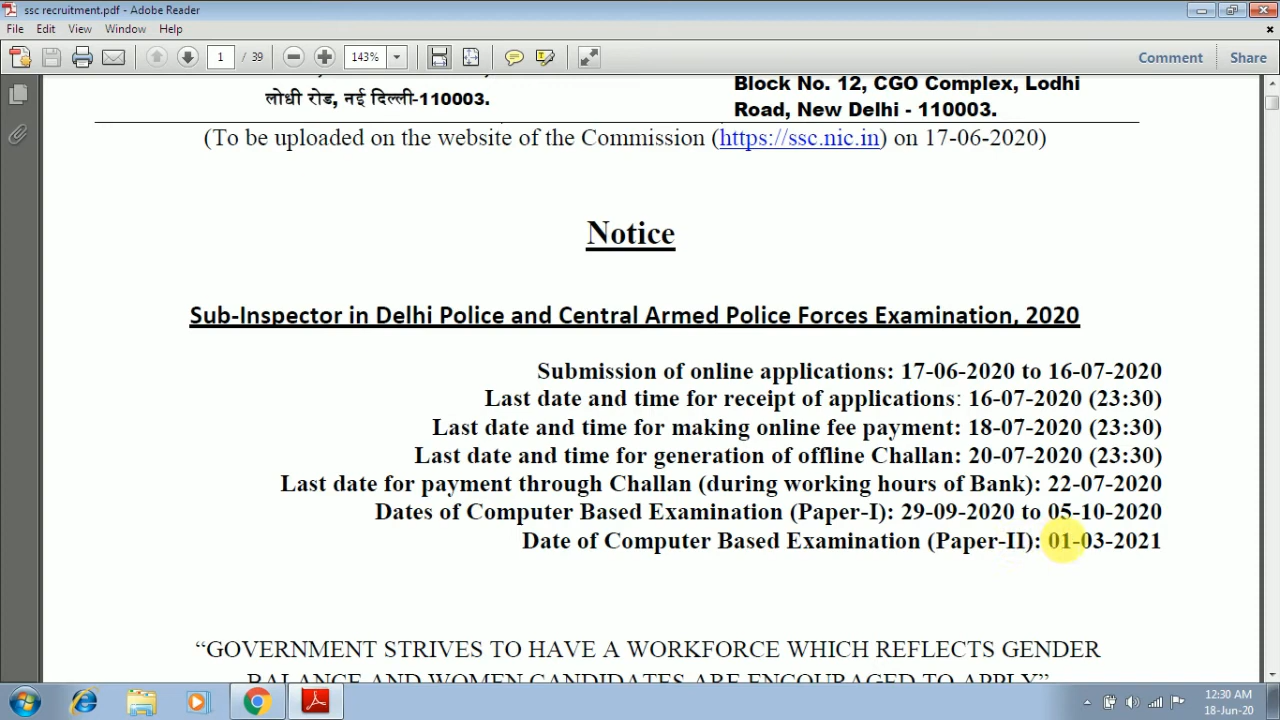 ssc recruitment.pdf - Adobe Reader
File Edit View Window Help
1 / 39 143% Comment Share
लोधी रोड, नई दिल्ली-110003.
Block No. 12, CGO Complex, Lodhi
Road, New Delhi - 110003.
(To be uploaded on the website of the Commission (https://ssc.nic.in) on 17-06-2020)
Notice
Sub-Inspector in Delhi Police and Central Armed Police Forces Examination, 2020
Submission of online applications: 17-06-2020 to 16-07-2020
Last date and time for receipt of applications: 16-07-2020 (23:30)
Last date and time for making online fee payment: 18-07-2020 (23:30)
Last date and time for generation of offline Challan: 20-07-2020 (23:30)
Last date for payment through Challan (during working hours of Bank): 22-07-2020
Dates of Computer Based Examination (Paper-I): 29-09-2020 to 05-10-2020
Date of Computer Based Examination (Paper-II): 01-03-2021
“GOVERNMENT STRIVES TO HAVE A WORKFORCE WHICH REFLECTS GENDER
BALANCE AND WOMEN CANDIDATES ARE ENCOURAGED TO APPLY”
12:30 AM
18-Jun-20